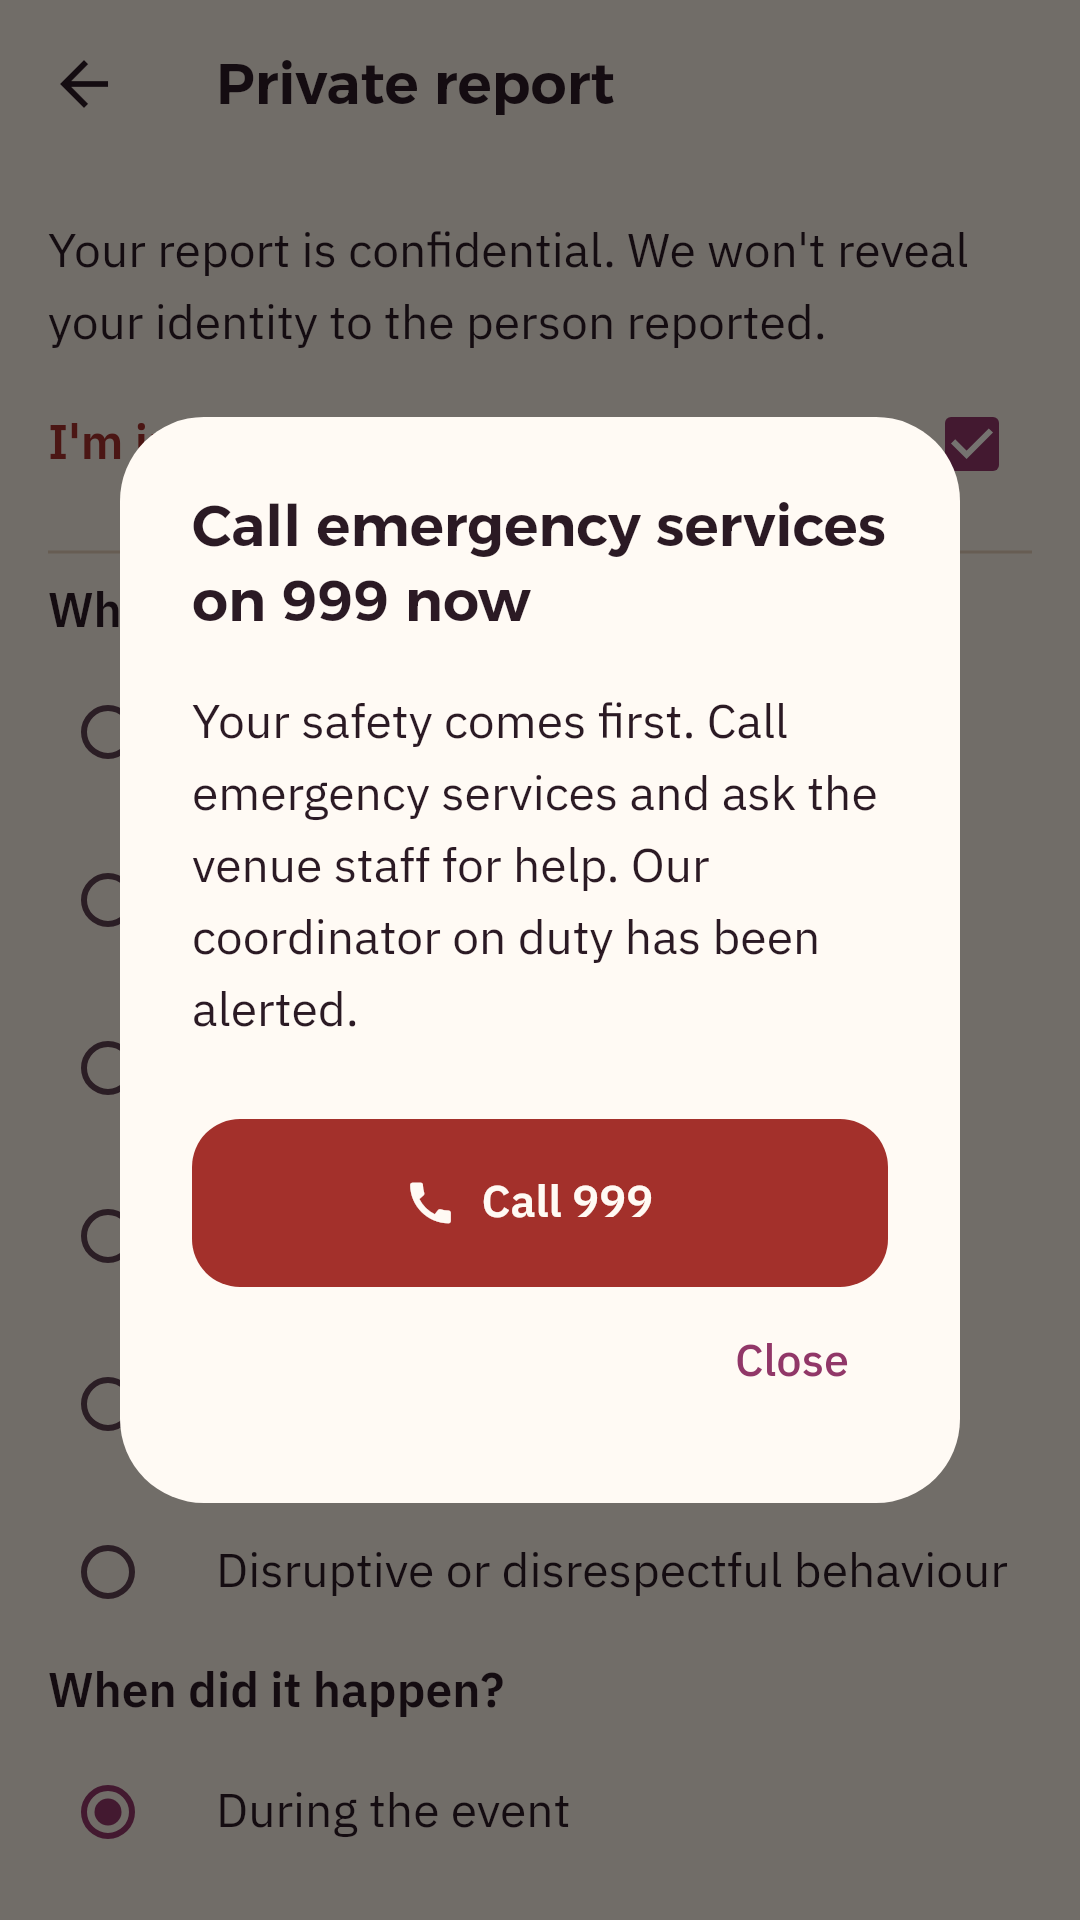 Private report
Your report is confidential. We won't reveal
your identity to the person reported.
I'm
Call emergency services
on 999 now
Your safety comes first. Call
emergency services and ask the
venue staff for help. Our
coordinator on duty has been
alerted.
Call 999
Close
Disruptive or disrespectful behaviour
When did it happen?
During the event